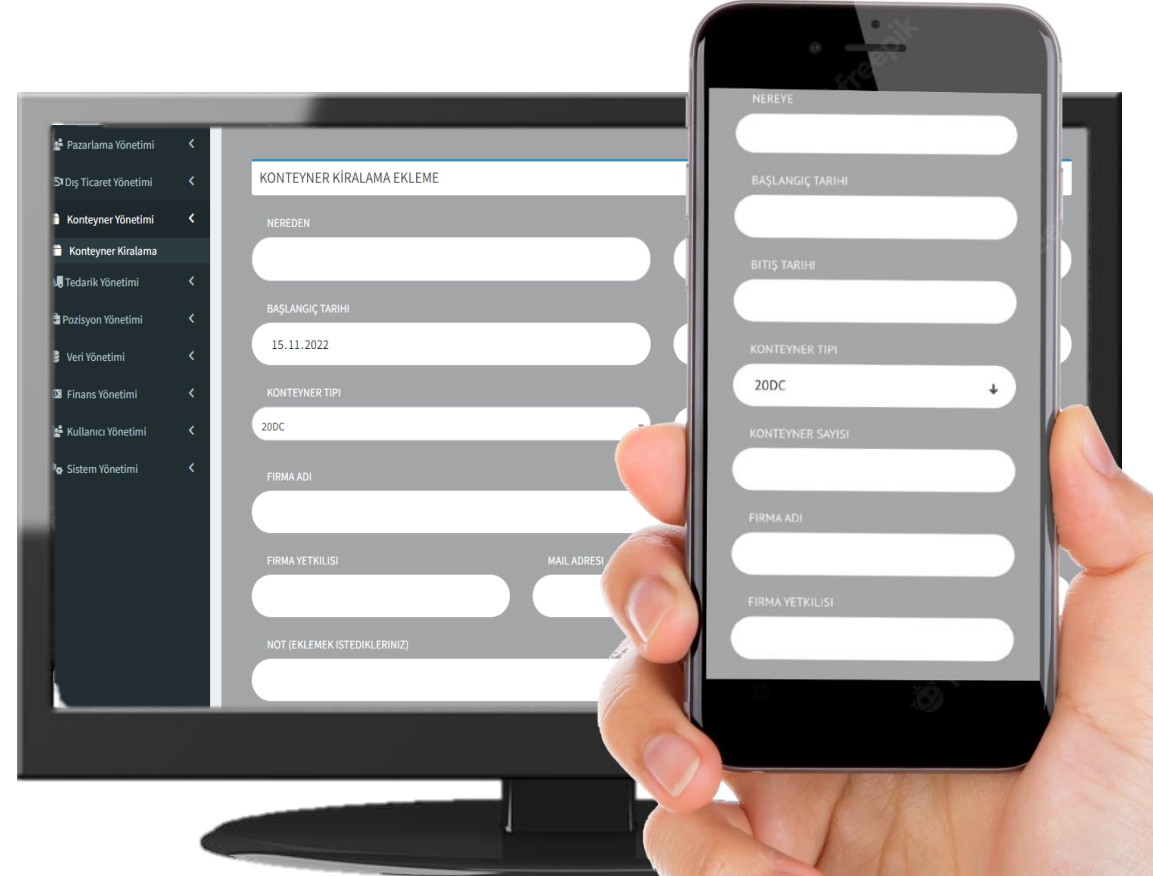 Pazarlama Yönetimi
Dış Ticaret Yönetimi
Konteyner Yönetimi
Konteyner Kiralama
Tedarik Yönetimi
Pozisyon Yönetimi
Veri Yönetimi
Finans Yönetimi
Kullanıcı Yönetimi
Sistem Yönetimi
KONTEYNER KİRALAMA EKLEME
NEREDEN
BAŞLANGIÇ TARIHI
15.11.2022
KONTEYNER TIPI
20DC
FIRMA ADI
FIRMA YETKILISI
MAIL ADRESI
NOT (EKLEMEK ISTEDIKLERINIZ)
NEREYE
BAŞLANGIÇ TARIHI
BITIŞ TARIHI
KONTEYNER TIPI
20DC
KONTEYNER SAYISI
FIRMA ADI
FIRMA YETKILISI
freepik